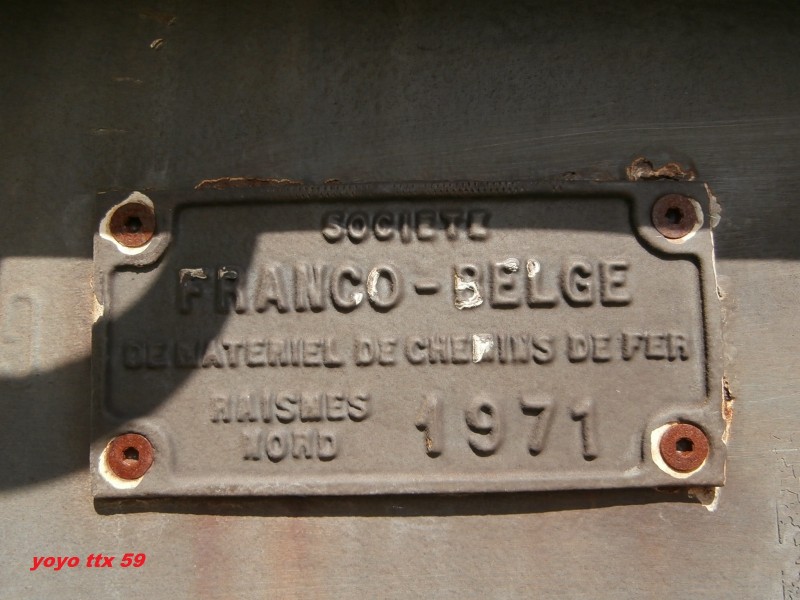 SOCIETE
FRANCO-BELGE
DE MATERIEL DE CHEMINS DE FER
RAISMES
NORD
1971
yoyo ttx 59